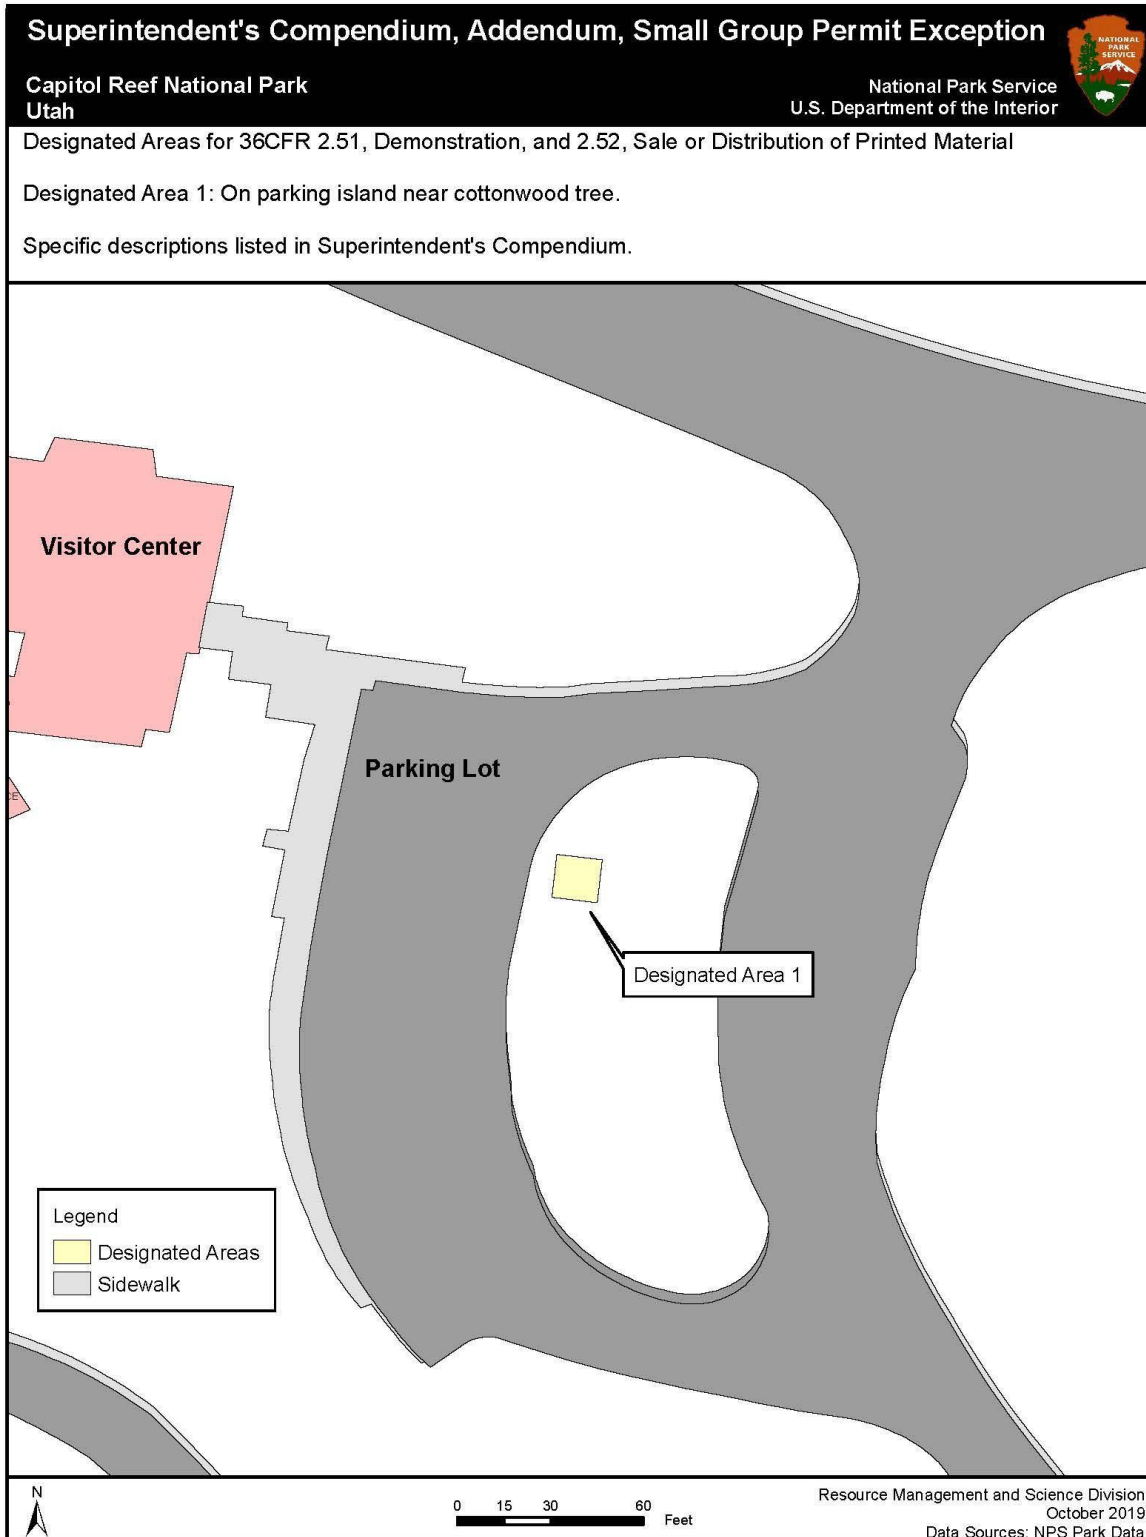 Superintendent's Compendium, Addendum, Small Group Permit Exception
NATIONAL
PARK
SERVICE
Capitol Reef National Park
Utah
National Park Service
U.S. Department of the Interior
Designated Areas for 36CFR 2.51, Demonstration, and 2.52, Sale or Distribution of Printed Material
Designated Area 1: On parking island near cottonwood tree.
Specific descriptions listed in Superintendent's Compendium.
Visitor Center
Parking Lot
CE
Designated Area 1
Legend
Designated Areas
Sidewalk
N
0 15 30 60
Feet
Resource Management and Science Division
October 2019
Data Sources: NPS Park Data